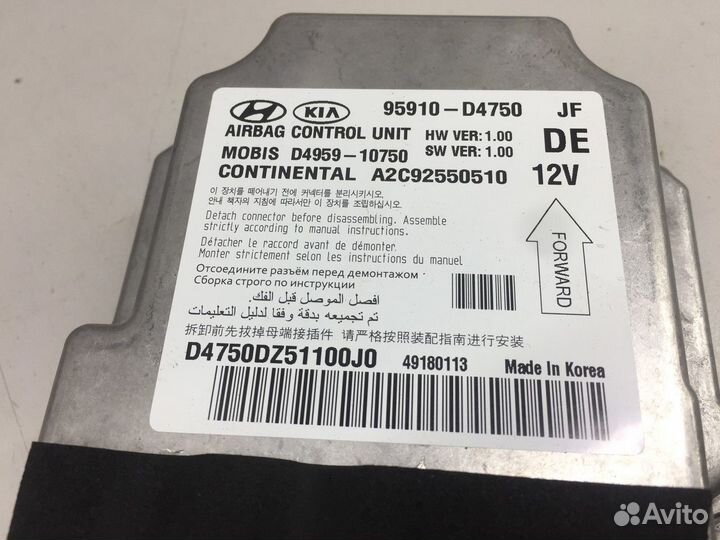 HYUNDAI KIA 95910-D4750 JF
AIRBAG CONTROL UNIT HW VER: 1.00 DE
MOBIS D4959-10750 SW VER: 1.00
CONTINENTAL A2C92550510 12V
이 장치를 떼어내기 전에 커넥터를 분리시키시오.
안내 책자의 지침에 따라서만 이 장치를 조립하십시오.
Detach connector before disassembling. Assemble
strictly according to manual instructions.
Détacher le raccord avant de démonter.
Monter strictement selon les instructions du manuel
Отсоедините разъём перед демонтажом
Сборка строго по инструкции
افصل الموصل قبل الفك.
تم تجميعه بدقة وفقا لدليل التعليمات
拆卸前先拔掉母端接插件 请严格按照装配指南进行安装
FORWARD
D4750DZ51100J0 49180113 Made in Korea
Avito